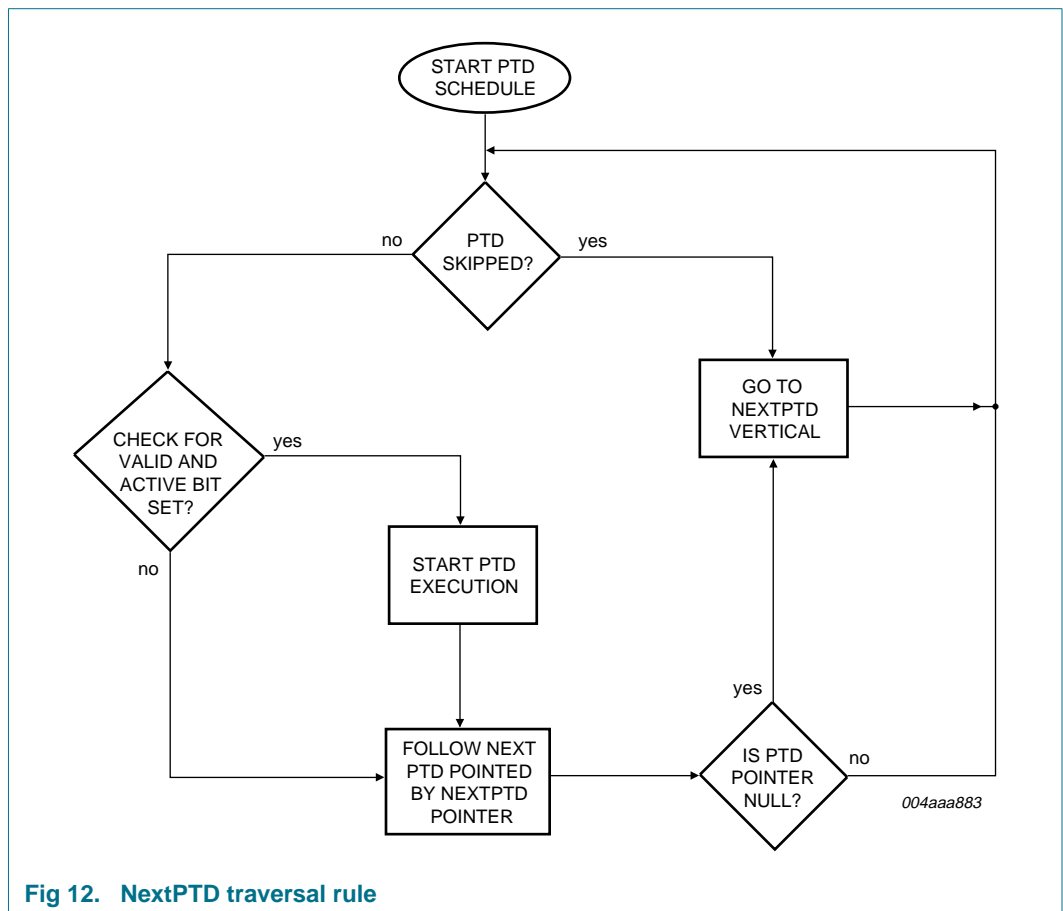 START PTD
SCHEDULE
no
PTD
SKIPPED?
yes
GO TO
NEXTPTD
VERTICAL
CHECK FOR
VALID AND
ACTIVE BIT
SET?
yes
no
START PTD
EXECUTION
FOLLOW NEXT
PTD POINTED
BY NEXTPTD
POINTER
yes
IS PTD
POINTER
NULL?
no
004aaa883
Fig 12. NextPTD traversal rule